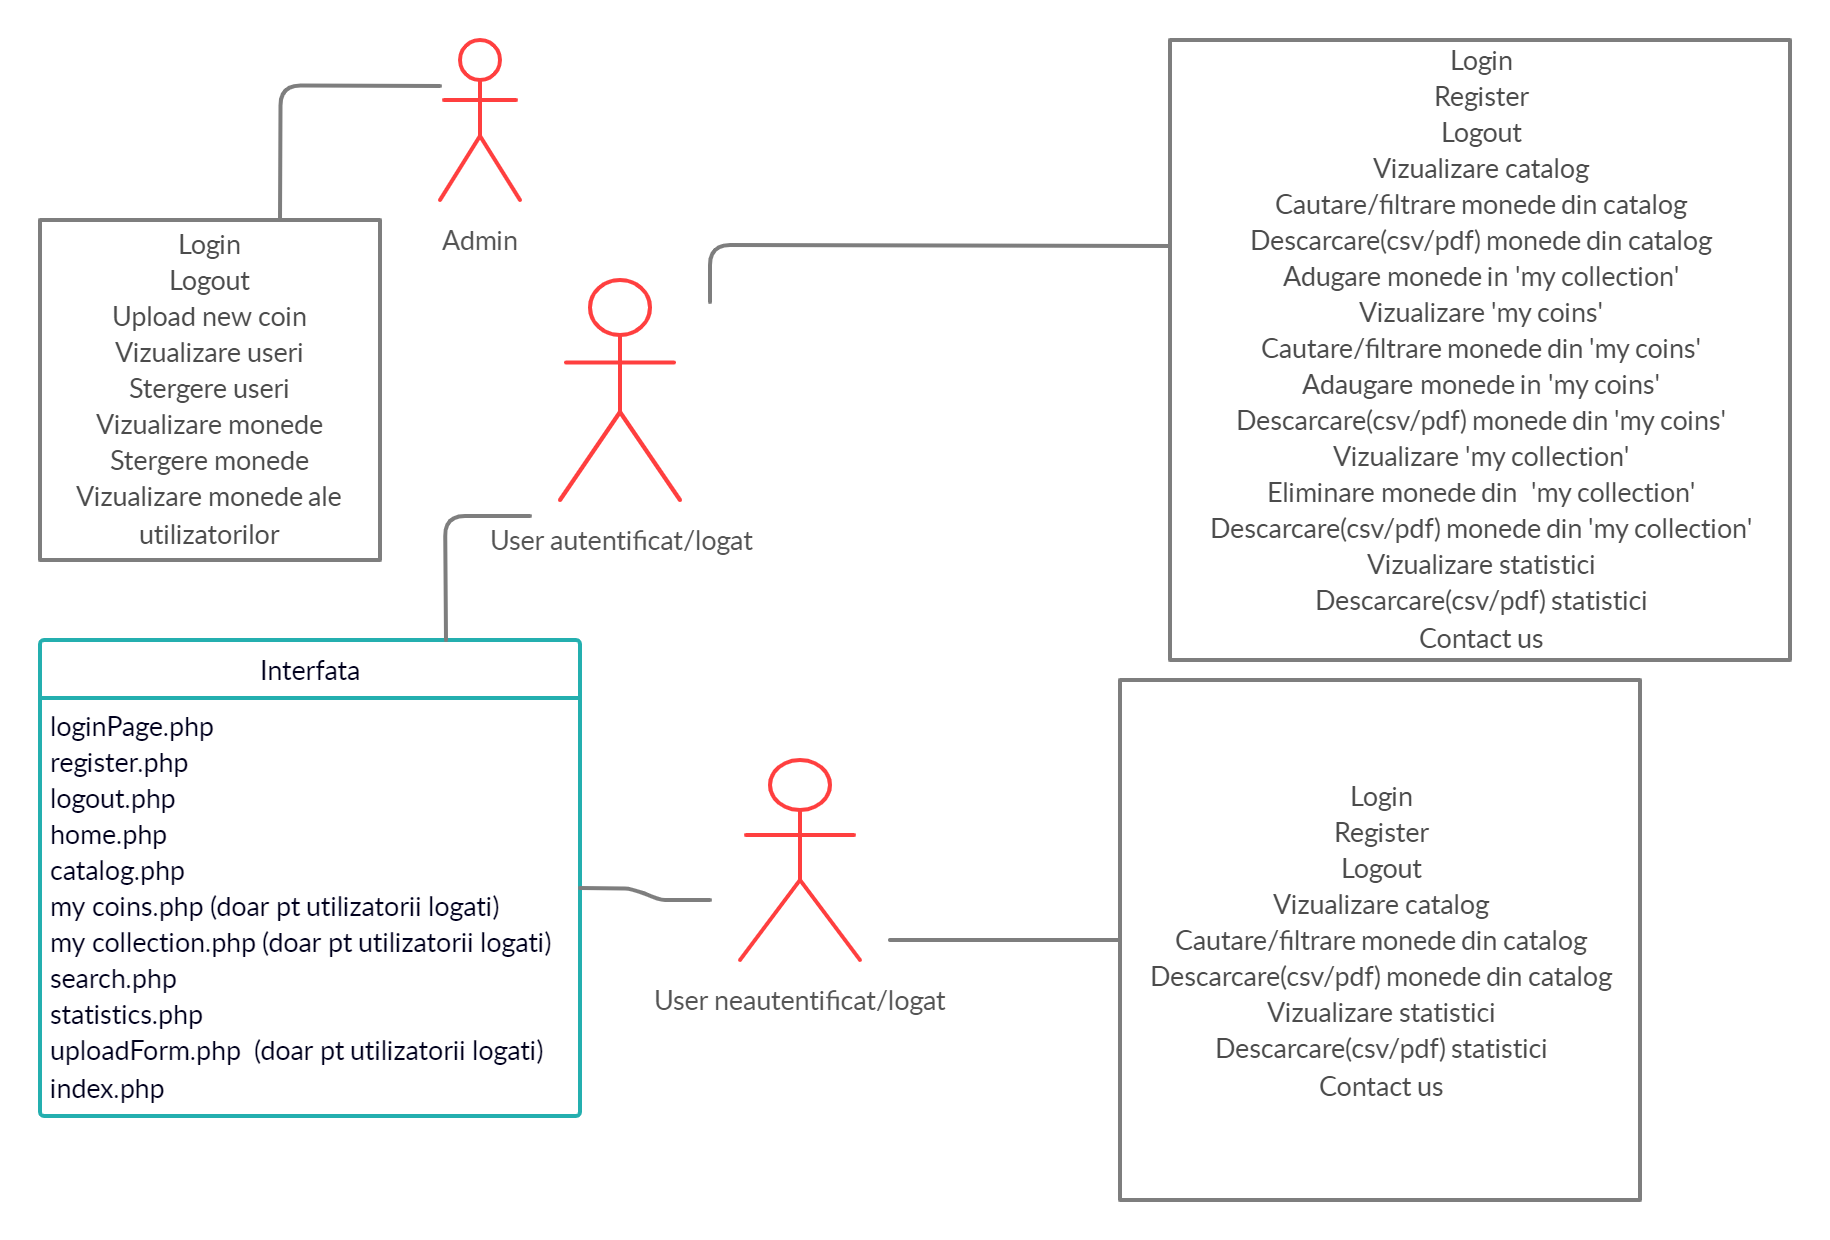 Admin
Login
Logout
Upload new coin
Vizualizare useri
Stergere useri
Vizualizare monede
Stergere monede
Vizualizare monede ale
utilizatorilor
User autentificat/logat
Login
Register
Logout
Vizualizare catalog
Cautare/filtrare monede din catalog
Descarcare(csv/pdf) monede din catalog
Adugare monede in 'my collection'
Vizualizare 'my coins'
Cautare/filtrare monede din 'my coins'
Adaugare monede in 'my coins'
Descarcare(csv/pdf) monede din 'my coins'
Vizualizare 'my collection'
Eliminare monede din  'my collection'
Descarcare(csv/pdf) monede din 'my collection'
Vizualizare statistici
Descarcare(csv/pdf) statistici
Contact us
Interfata
loginPage.php
register.php
logout.php
home.php
catalog.php
my coins.php (doar pt utilizatorii logati)
my collection.php (doar pt utilizatorii logati)
search.php
statistics.php
uploadForm.php  (doar pt utilizatorii logati)
index.php
User neautentificat/logat
Login
Register
Logout
Vizualizare catalog
Cautare/filtrare monede din catalog
Descarcare(csv/pdf) monede din catalog
Vizualizare statistici
Descarcare(csv/pdf) statistici
Contact us